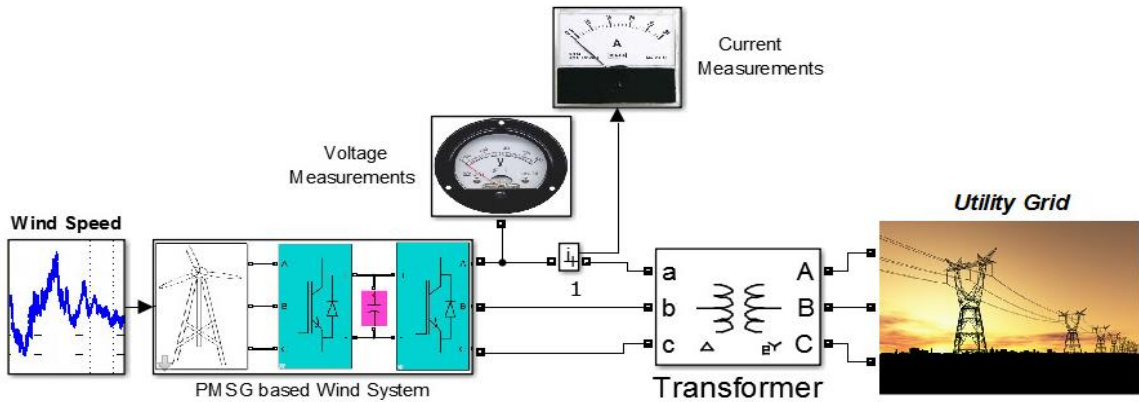 A
Current
Measurements
Voltage
Measurements
V
Wind Speed
Utility Grid
A
B
C
A
B
C
+
-
+
-
i
+
-
1
a
b
c
A
B
C
Transformer
PMSG based Wind System